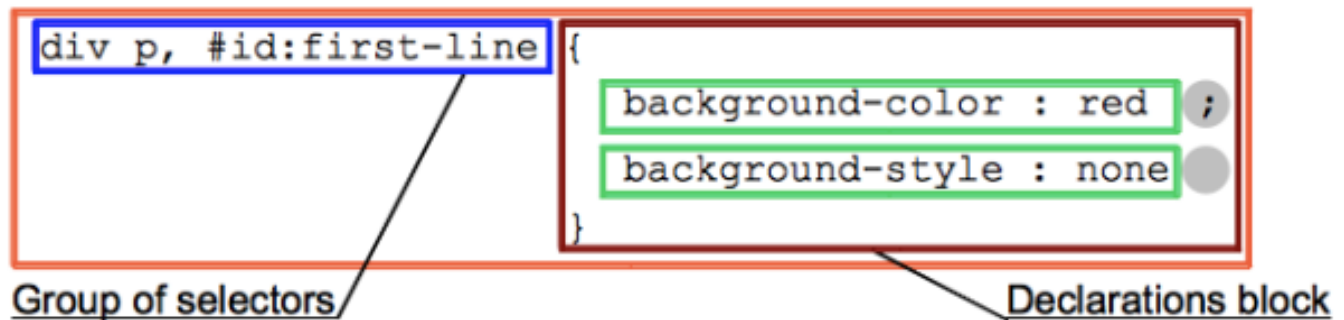 div p, #id:first-line {
background-color : red ;
background-style : none
}
Group of selectors
Declarations block